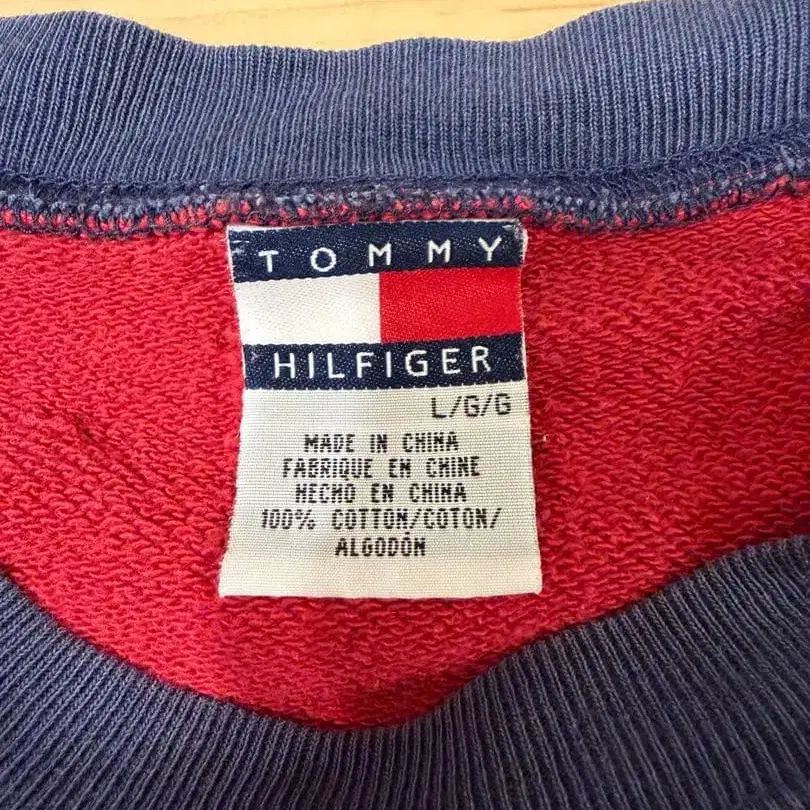 TOMMY
HILFIGER
L/G/G
MADE IN CHINA
FABRIQUE EN CHINE
HECHO EN CHINA
100% COTTON/COTON/
ALGODÓN